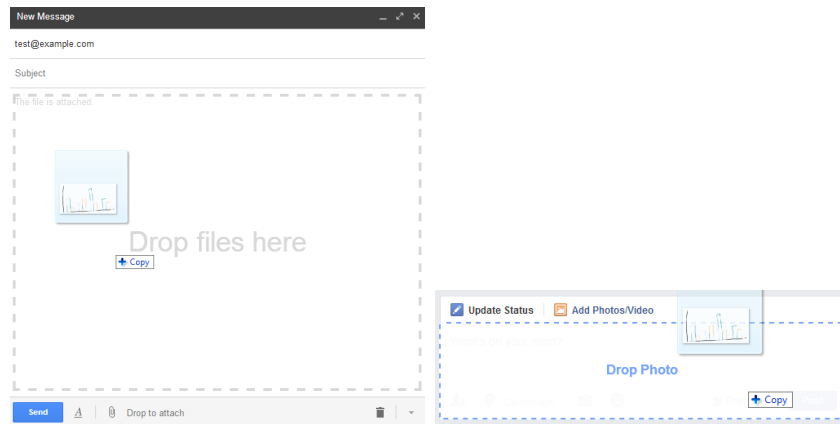 New Message
test@example.com
Subject
The file is attached.
Drop files here
Copy
Send A Drop to attach
Update Status Add Photos/Video
Drop Photo
Copy